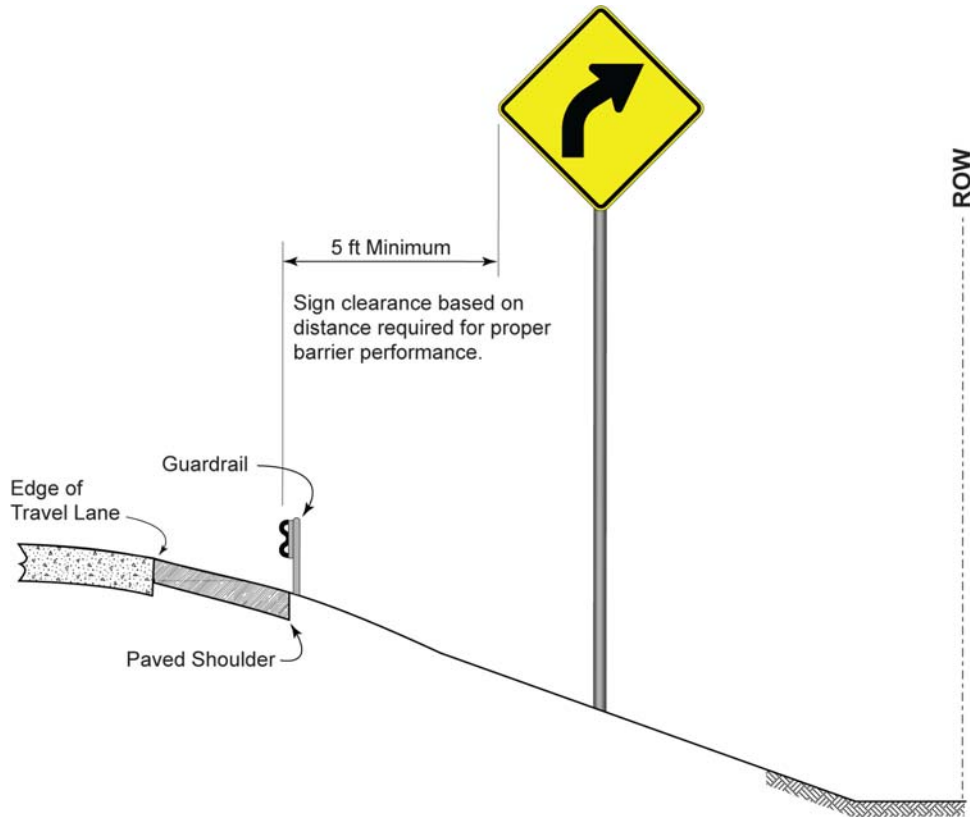 ROW
5 ft Minimum
Sign clearance based on
distance required for proper
barrier performance.
Guardrail
Edge of
Travel Lane
Paved Shoulder